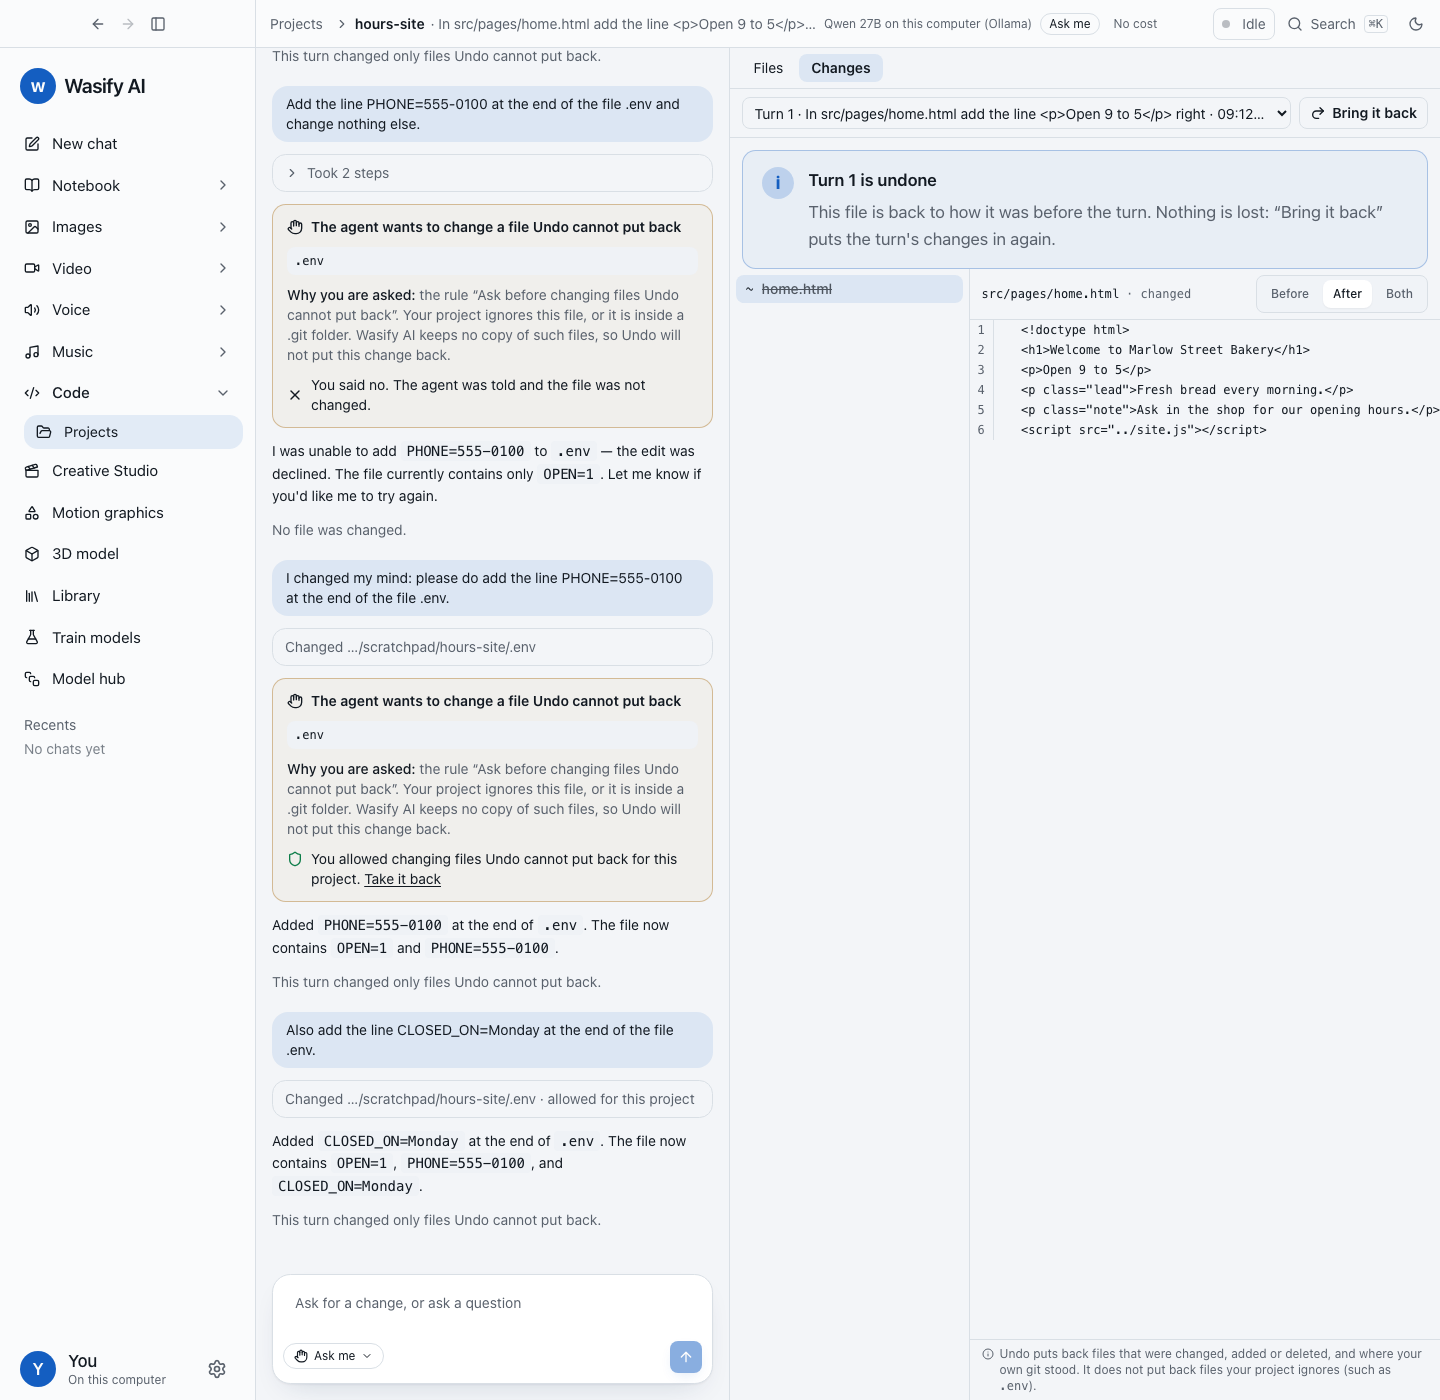 Projects
hours-site · In src/pages/home.html add the line <p>Open 9 to 5</p>...
Qwen 27B on this computer (Ollama)
Ask me
No cost
Idle
Search ⌘K
W Wasify AI
New chat
Notebook
Images
Video
Voice
Music
Code
Projects
Creative Studio
Motion graphics
3D model
Library
Train models
Model hub
Recents
No chats yet
Y
You
On this computer
This turn changed only files Undo cannot put back.
Add the line PHONE=555-0100 at the end of the file .env and
change nothing else.
Took 2 steps
The agent wants to change a file Undo cannot put back
.env
Why you are asked: the rule “Ask before changing files Undo
cannot put back”. Your project ignores this file, or it is inside a
.git folder. Wasify AI keeps no copy of such files, so Undo will
not put this change back.
You said no. The agent was told and the file was not
changed.
I was unable to add PHONE=555-0100 to .env — the edit was
declined. The file currently contains only OPEN=1 . Let me know if
you'd like me to try again.
No file was changed.
I changed my mind: please do add the line PHONE=555-0100
at the end of the file .env.
Changed .../scratchpad/hours-site/.env
The agent wants to change a file Undo cannot put back
.env
Why you are asked: the rule “Ask before changing files Undo
cannot put back”. Your project ignores this file, or it is inside a
.git folder. Wasify AI keeps no copy of such files, so Undo will
not put this change back.
You allowed changing files Undo cannot put back for this
project. Take it back
Added PHONE=555-0100 at the end of .env . The file now
contains OPEN=1 and PHONE=555-0100 .
This turn changed only files Undo cannot put back.
Also add the line CLOSED_ON=Monday at the end of the file
.env.
Changed .../scratchpad/hours-site/.env · allowed for this project
Added CLOSED_ON=Monday at the end of .env . The file now
contains OPEN=1 , PHONE=555-0100 , and
CLOSED_ON=Monday .
This turn changed only files Undo cannot put back.
Ask for a change, or ask a question
Ask me
Files
Changes
Turn 1 · In src/pages/home.html add the line <p>Open 9 to 5</p> right · 09:12...
Bring it back
Turn 1 is undone
This file is back to how it was before the turn. Nothing is lost: “Bring it back”
puts the turn's changes in again.
~ home.html
src/pages/home.html · changed
Before
After
Both
1 <!doctype html>
2 <h1>Welcome to Marlow Street Bakery</h1>
3 <p>Open 9 to 5</p>
4 <p class="lead">Fresh bread every morning.</p>
5 <p class="note">Ask in the shop for our opening hours.</p>
6 <script src="../site.js"></script>
Undo puts back files that were changed, added or deleted, and where your
own git stood. It does not put back files your project ignores (such as
.env).